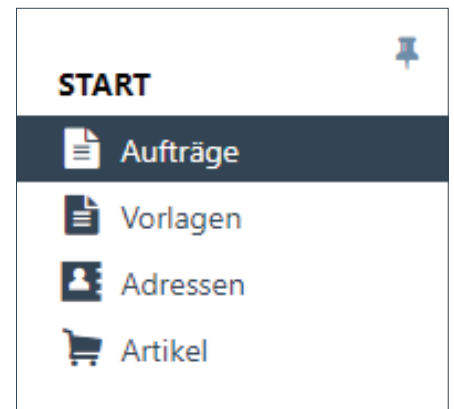 START
Aufträge
Vorlagen
Adressen
Artikel